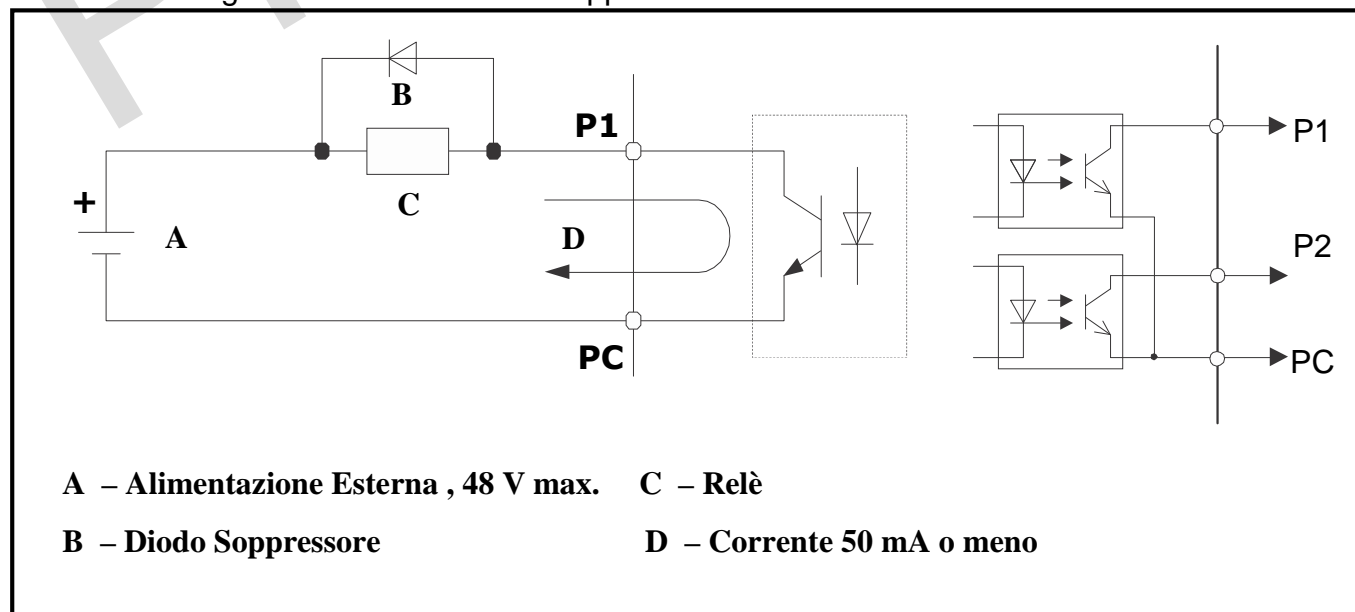 B
P1
+
C
A
D
PC
P1
P2
PC
A – Alimentazione Esterna , 48 V max. C – Relè
B – Diodo Soppressore D – Corrente 50 mA o meno